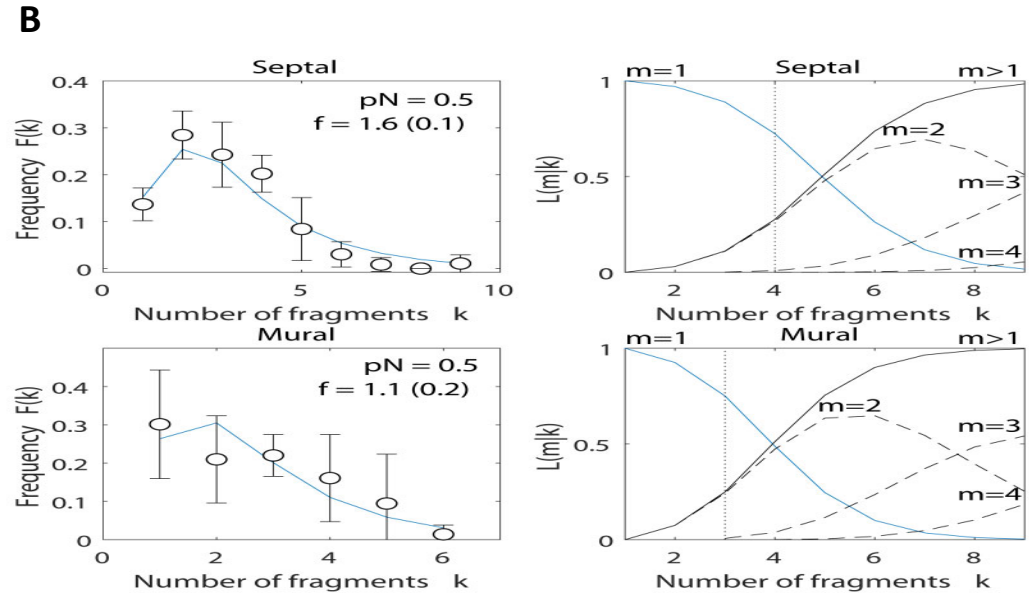 B
Septal
Frequency F(k)
0.4
0.3
0.2
0.1
0
pN = 0.5
f = 1.6 (0.1)
0 5 10
Number of fragments k
Septal
L(m|k)
1
0.5
0
m=1
m>1
m=2
m=3
m=4
2 4 6 8
Number of fragments k
Mural
Frequency F(k)
0.4
0.3
0.2
0.1
0
pN = 0.5
f = 1.1 (0.2)
0 2 4 6 8 10
Number of fragments k
Mural
L(m|k)
1
0.5
0
m=1
m>1
m=2
m=3
m=4
2 4 6 8
Number of fragments k